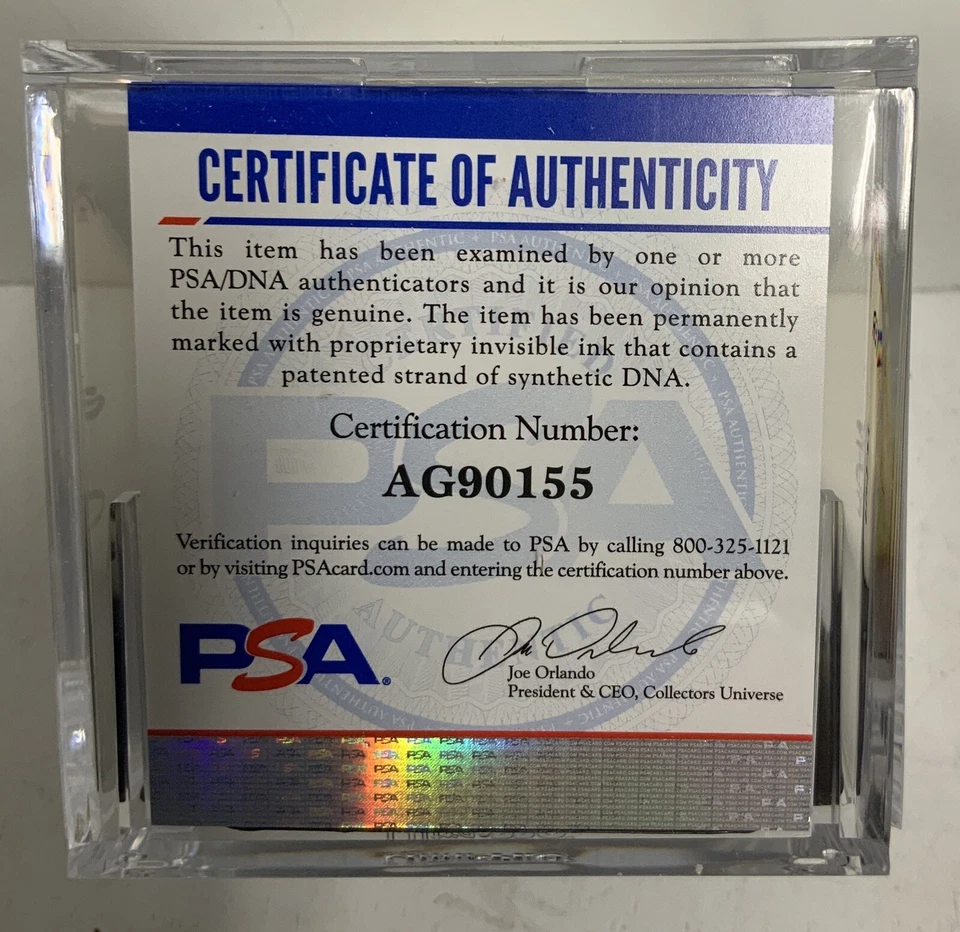 CERTIFICATE OF AUTHENTICITY
This item has been examined by one or more
PSA/DNA authenticators and it is our opinion that
the item is genuine. The item has been permanently
marked with proprietary invisible ink that contains a
patented strand of synthetic DNA.
Certification Number:
AG90155
Verification inquiries can be made to PSA by calling 800-325-1121
or by visiting PSAcard.com and entering the certification number above.
PSA®
Joe Orlando
President & CEO, Collectors Universe